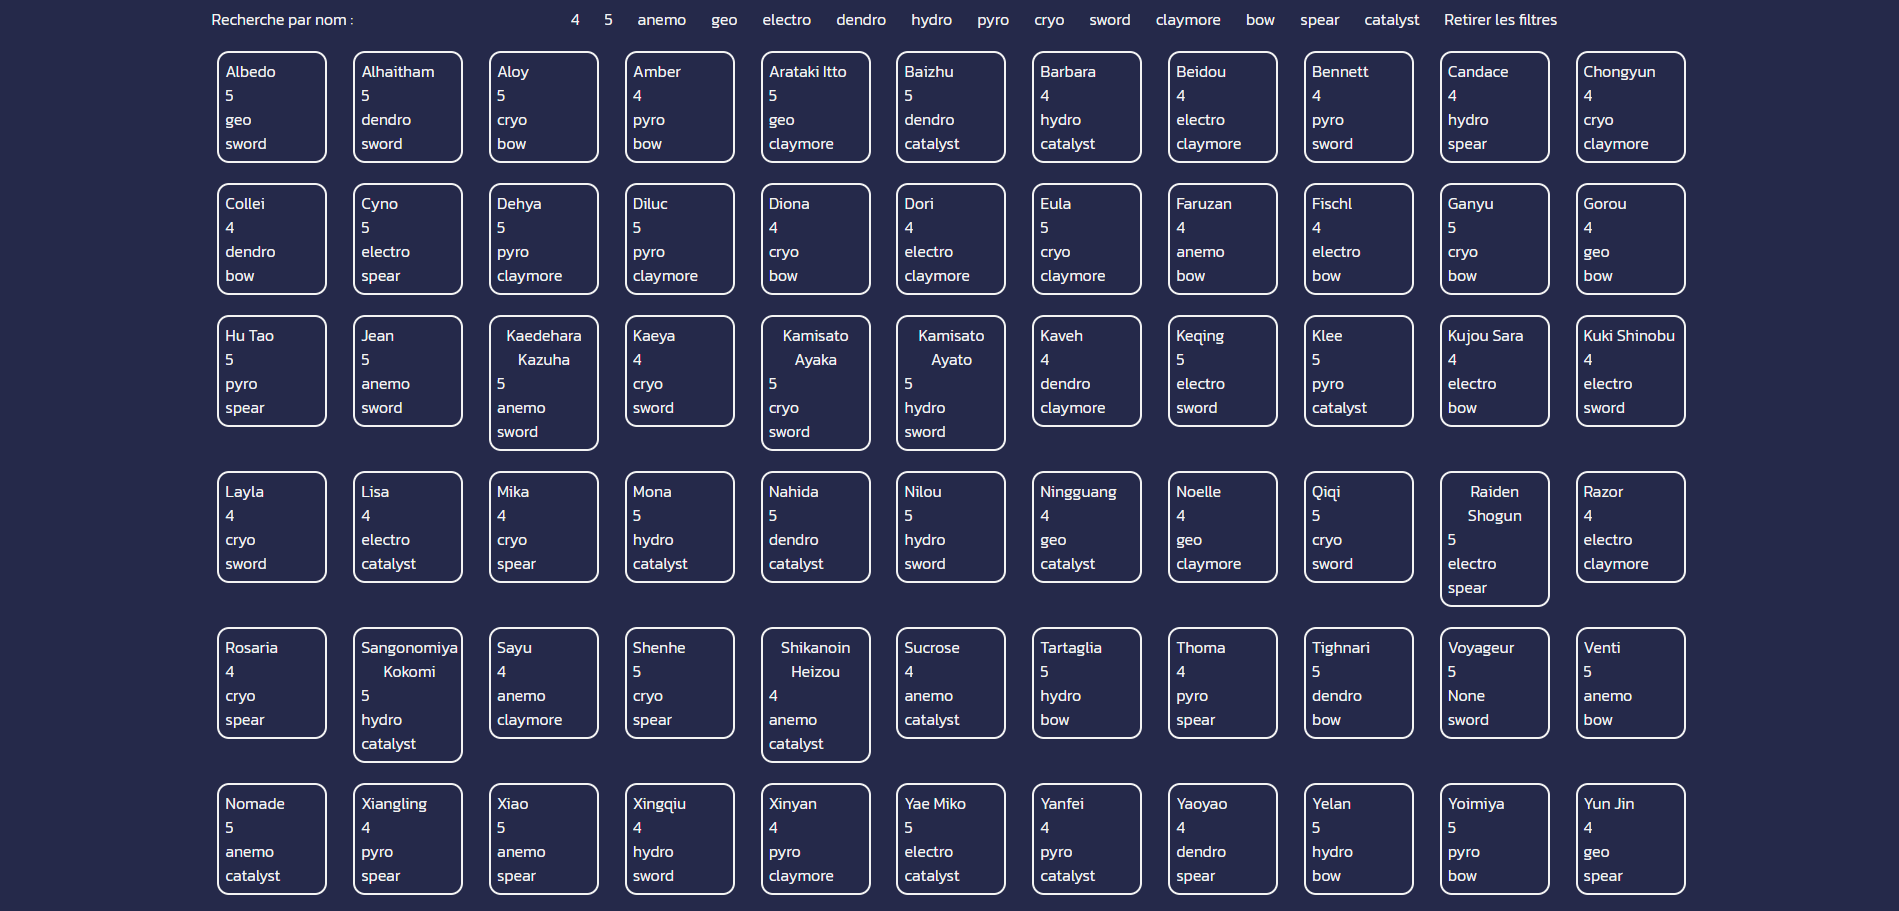 Recherche par nom : 4 5 anemo geo electro dendro hydro pyro cryo sword claymore bow spear catalyst Retirer les filtres
Albedo
5
geo
sword
Alhaitham
5
dendro
sword
Aloy
5
cryo
bow
Amber
4
pyro
bow
Arataki Itto
5
geo
claymore
Baizhu
5
dendro
catalyst
Barbara
4
hydro
catalyst
Beidou
4
electro
claymore
Bennett
4
pyro
sword
Candace
4
hydro
spear
Chongyun
4
cryo
claymore
Collei
4
dendro
bow
Cyno
5
electro
spear
Dehya
5
pyro
claymore
Diluc
5
pyro
claymore
Diona
4
cryo
bow
Dori
4
electro
claymore
Eula
5
cryo
claymore
Faruzan
4
anemo
bow
Fischl
4
electro
bow
Ganyu
5
cryo
bow
Gorou
4
geo
bow
Hu Tao
5
pyro
spear
Jean
5
anemo
sword
Kaedehara
Kazuha
5
anemo
sword
Kaeya
4
cryo
sword
Kamisato
Ayaka
5
cryo
sword
Kamisato
Ayato
5
hydro
sword
Kaveh
4
dendro
claymore
Keqing
5
electro
sword
Klee
5
pyro
catalyst
Kujou Sara
4
electro
bow
Kuki Shinobu
4
electro
sword
Layla
4
cryo
sword
Lisa
4
electro
catalyst
Mika
4
cryo
spear
Mona
5
hydro
catalyst
Nahida
5
dendro
catalyst
Nilou
5
hydro
sword
Ningguang
4
geo
catalyst
Noelle
4
geo
claymore
Qiqi
5
cryo
sword
Raiden
Shogun
5
electro
spear
Razor
4
electro
claymore
Rosaria
4
cryo
spear
Sangonomiya
Kokomi
5
hydro
catalyst
Sayu
4
anemo
claymore
Shenhe
5
cryo
spear
Shikanoin
Heizou
4
anemo
catalyst
Sucrose
4
anemo
catalyst
Tartaglia
5
hydro
bow
Thoma
4
pyro
spear
Tighnari
5
dendro
bow
Voyageur
5
None
sword
Venti
5
anemo
bow
Nomade
5
anemo
catalyst
Xiangling
4
pyro
spear
Xiao
5
anemo
spear
Xingqiu
4
hydro
sword
Xinyan
4
pyro
claymore
Yae Miko
5
electro
catalyst
Yanfei
4
pyro
catalyst
Yaoyao
4
dendro
spear
Yelan
5
hydro
bow
Yoimiya
5
pyro
bow
Yun Jin
4
geo
spear